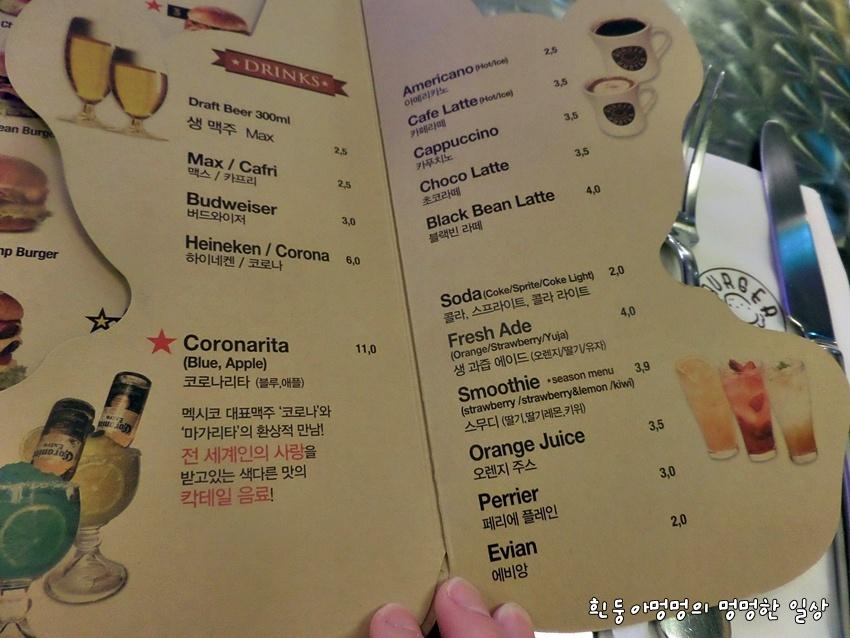 DRINKS
Draft Beer 300ml
생 맥주 Max
2,5
Max / Cafri
맥스 / 카프리
2,5
Budweiser
버드와이저
3,0
Heineken / Corona
하이네켄 / 코로나
6,0
Coronarita
11,0
(Blue, Apple)
코로나리타 (블루,애플)
멕시코 대표맥주 '코로나'와
'마가리타'의 환상적 만남!
전 세계인의 사랑을
받고있는 색다른 맛의
칵테일 음료!
Americano (Hot/Ice)
2,5
아메리카노
Cafe Latte (Hot/Ice)
3,5
카페라떼
Cappuccino
3,5
카푸치노
Choco Latte
3,5
초코라떼
Black Bean Latte
4,0
블랙빈 라떼
Soda (Coke/Sprite/Coke Light)
2,0
콜라, 스프라이트, 콜라 라이트
Fresh Ade
4,0
(Orange/Strawberry/Yuja)
생 과즙 에이드 (오렌지/딸기/유자)
Smoothie *season menu
3,9
(strawberry /strawberry&lemon /kiwi)
스무디 (딸기,딸기레몬,키위)
Orange Juice
3,5
오렌지 주스
Perrier
3,0
페리에 플레인
Evian
2,0
에비앙
ean Burge
mp Burger
BURGER
흰둥아멍멍의 멍멍한 일상